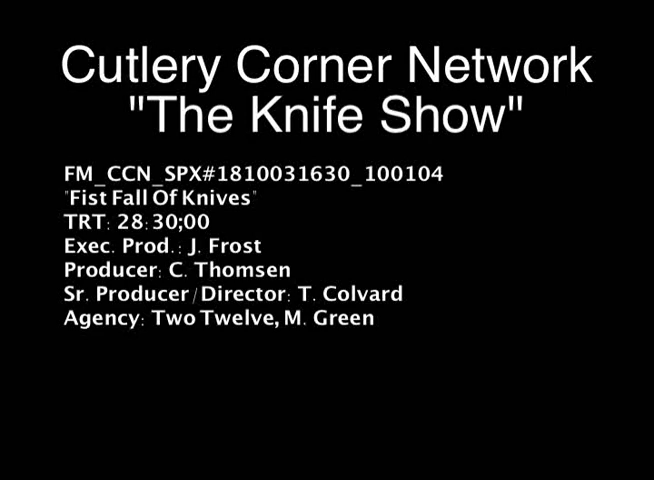 Cutlery Corner Network
"The Knife Show"
FM_CCN_SPX#1810031630_100104
"Fist Fall Of Knives"
TRT: 28:30;00
Exec. Prod.: J. Frost
Producer: C. Thomsen
Sr. Producer/Director: T. Colvard
Agency: Two Twelve, M. Green